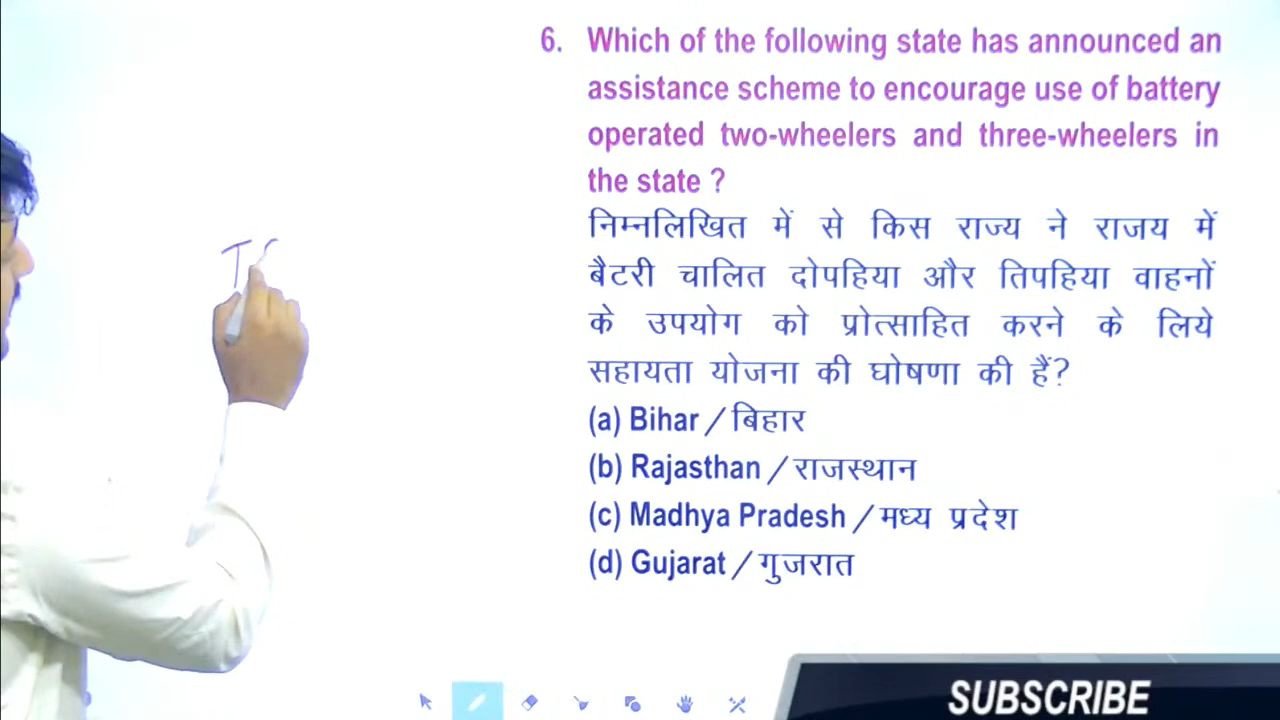 6. Which of the following state has announced an
assistance scheme to encourage use of battery
operated two-wheelers and three-wheelers in
the state ?
निम्नलिखित में से किस राज्य ने राजय में
बैटरी चालित दोपहिया और तिपहिया वाहनों
के उपयोग को प्रोत्साहित करने के लिये
सहायता योजना की घोषणा की हैं?
(a) Bihar / बिहार
(b) Rajasthan / राजस्थान
(c) Madhya Pradesh / मध्य प्रदेश
(d) Gujarat / गुजरात
SUBSCRIBE